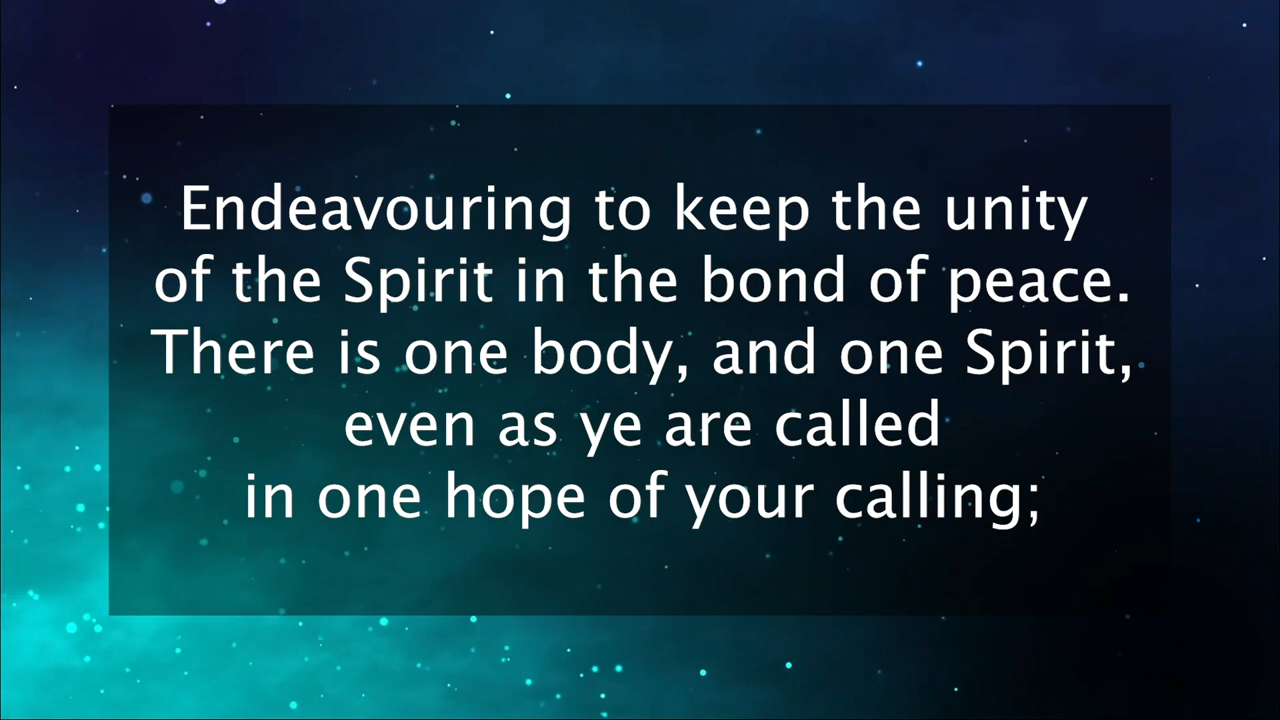 Endeavouring to keep the unity
of the Spirit in the bond of peace.
There is one body, and one Spirit,
even as ye are called
in one hope of your calling;